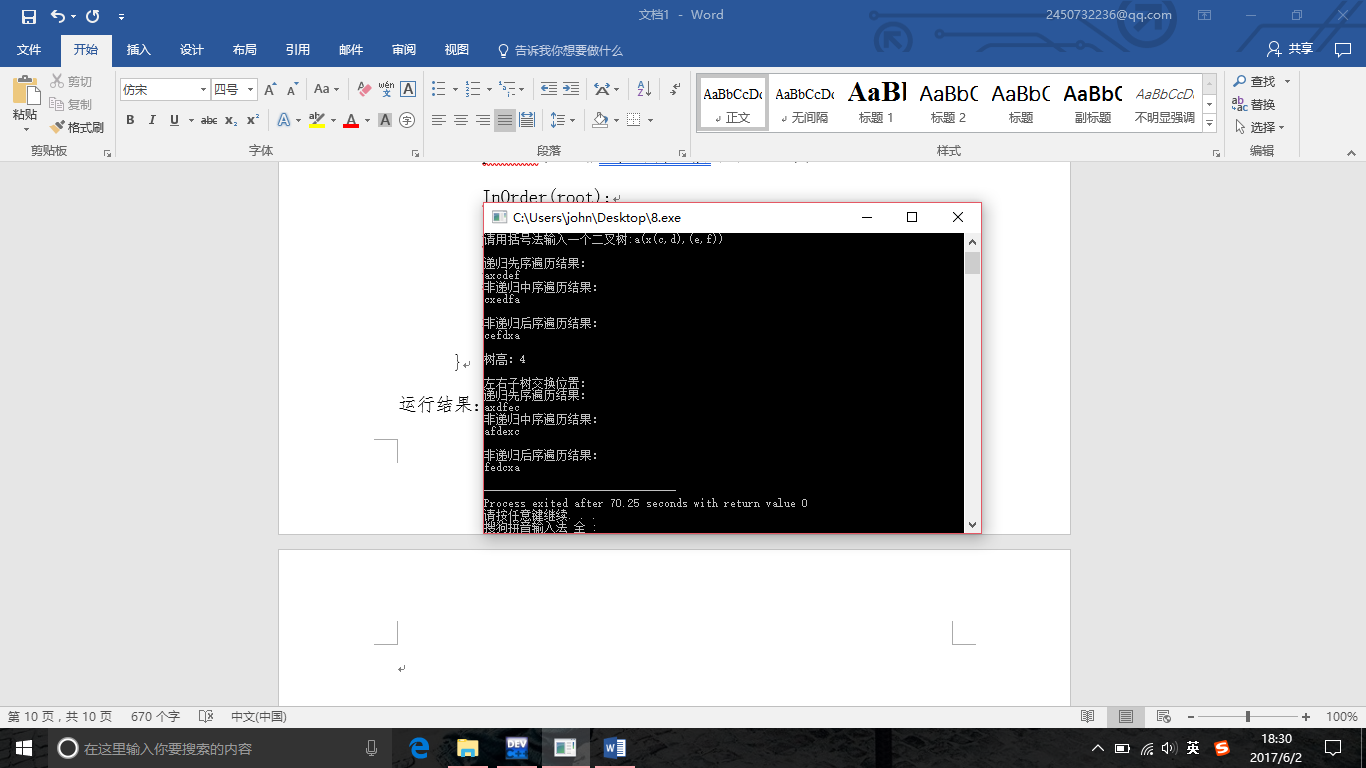 文档1 - Word
2450732236@qq.com
文件 开始 插入 设计 布局 引用 邮件 审阅 视图 告诉我你想要做什么 共享
粘贴 剪切 复制 格式刷
仿宋 四号
AaBbCcDc AaBbCcDc AaBl AaBbC AaBbC AaBbC AaBbCcD.
正文 无间隔 标题 1 标题 2 标题 副标题 不明显强调
查找 替换 选择
剪贴板 字体 段落 样式 编辑
InOrder(root);
C:\Users\john\Desktop\8.exe
请用括号法输入一个二叉树:a(x(c,d),(e,f))
递归先序遍历结果:
axcdef
非递归中序遍历结果:
cxedfa
非递归后序遍历结果:
cefdxa
树高: 4
左右子树交换位置:
递归先序遍历结果:
axdfec
非递归中序遍历结果:
afdexc
非递归后序遍历结果:
fedcxa
Process exited after 70.25 seconds with return value 0
请按任意键继续. . .
搜狗拼音输入法 全 :
}
运行结果:
第 10 页，共 10 页 670 个字 中文(中国) 100%
在这里输入你要搜索的内容
DEV
英
18:30
2017/6/2